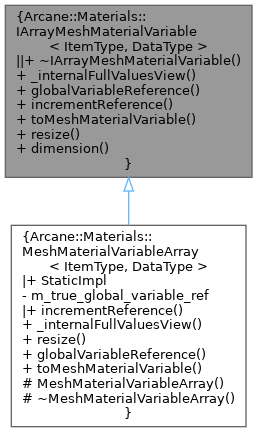 {Arcane::Materials::
IArrayMeshMaterialVariable
< ItemType, DataType >
||+ ~IArrayMeshMaterialVariable()
+ _internalFullValuesView()
+ globalVariableReference()
+ incrementReference()
+ toMeshMaterialVariable()
+ resize()
+ dimension()
}
{Arcane::Materials::
MeshMaterialVariableArray
< ItemType, DataType >
|+ StaticImpl
- m_true_global_variable_ref
|+ incrementReference()
+ _internalFullValuesView()
+ resize()
+ globalVariableReference()
+ toMeshMaterialVariable()
# MeshMaterialVariableArray()
# ~MeshMaterialVariableArray()
}